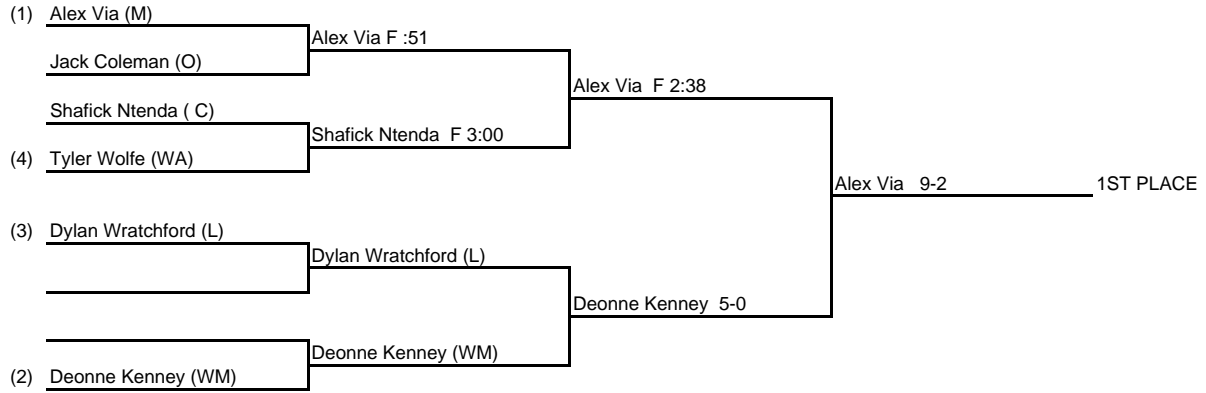 (1) Alex Via (M)
Alex Via F :51
Jack Coleman (O)
Alex Via F 2:38
Shafick Ntenda ( C)
Shafick Ntenda F 3:00
(4) Tyler Wolfe (WA)
Alex Via 9-2
1ST PLACE
(3) Dylan Wratchford (L)
Dylan Wratchford (L)
Deonne Kenney 5-0
Deonne Kenney (WM)
(2) Deonne Kenney (WM)